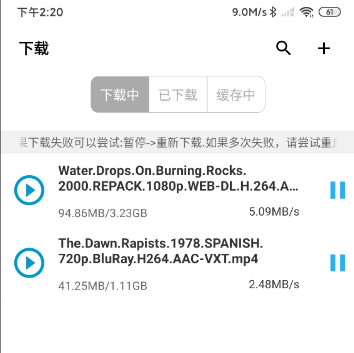 下午2:20
9.0M/s
61
下载
下载中
已下载
缓存中
果下载失败可以尝试:暂停->重新下载.如果多次失败，请尝试重启
Water.Drops.On.Burning.Rocks.
2000.REPACK.1080p.WEB-DL.H.264.A...
94.86MB/3.23GB
5.09MB/s
The.Dawn.Rapists.1978.SPANISH.
720p.BluRay.H264.AAC-VXT.mp4
41.25MB/1.11GB
2.48MB/s